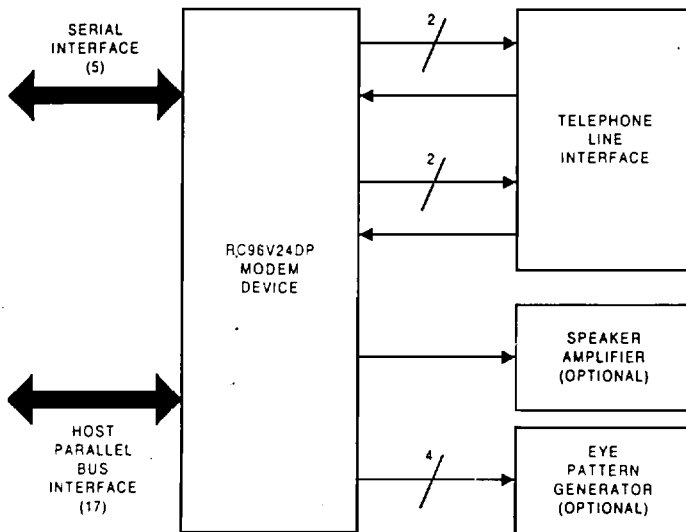 SERIAL
INTERFACE
(5)
2
TELEPHONE
LINE
INTERFACE
2
RC96V24DP
MODEM
DEVICE
SPEAKER
AMPLIFIER
(OPTIONAL)
HOST
PARALLEL
BUS
INTERFACE
(17)
4
EYE
PATTERN
GENERATOR
(OPTIONAL)